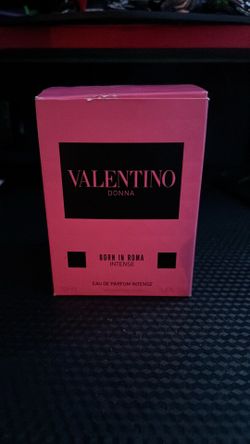 VALENTINO
DONNA
BORN IN ROMA
INTENSE
EAU DE PARFUM INTENSE